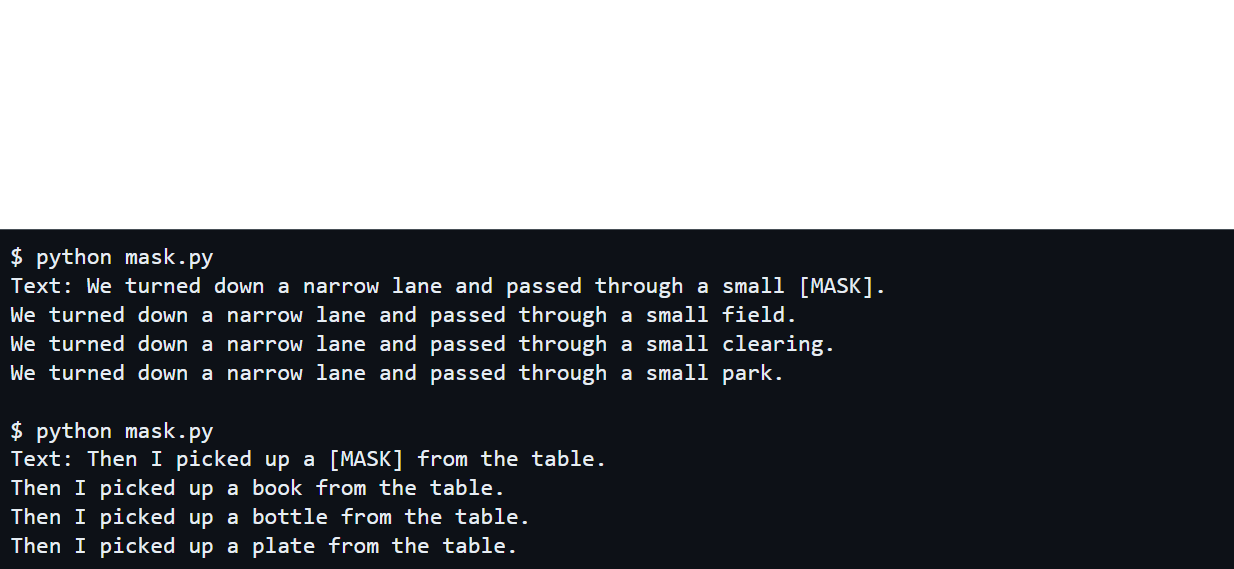 $ python mask.py
Text: We turned down a narrow lane and passed through a small [MASK].
We turned down a narrow lane and passed through a small field.
We turned down a narrow lane and passed through a small clearing.
We turned down a narrow lane and passed through a small park.
$ python mask.py
Text: Then I picked up a [MASK] from the table.
Then I picked up a book from the table.
Then I picked up a bottle from the table.
Then I picked up a plate from the table.